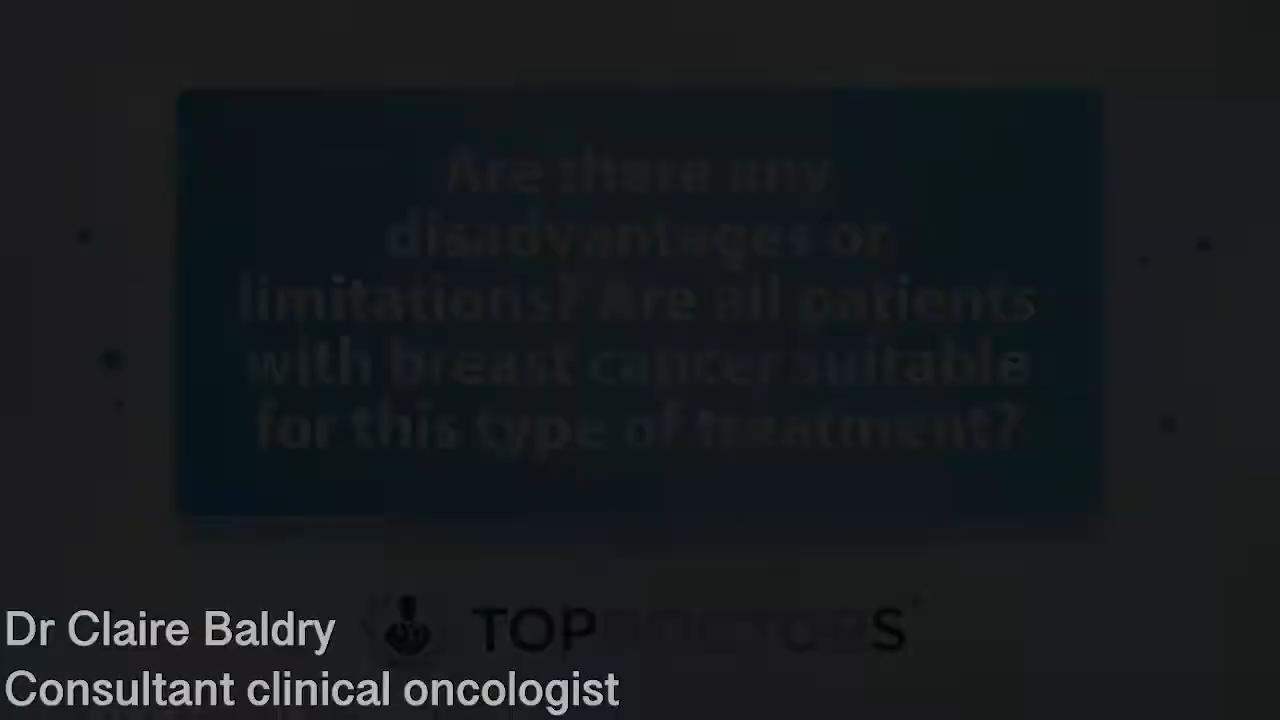 Are there any
disadvantages or
limitations? Are all patients
with breast cancer suitable
for this type of treatment?
TOPDOCTORS
Dr Claire Baldry
Consultant clinical oncologist